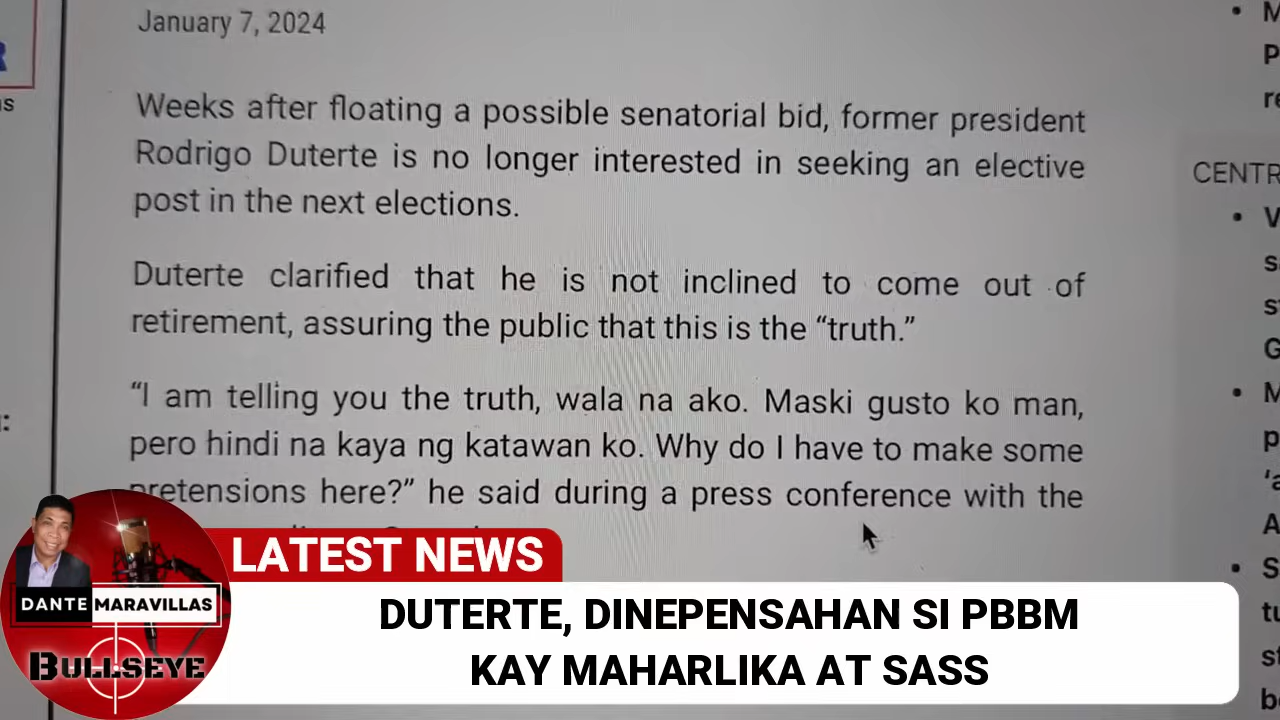 January 7, 2024
Weeks after floating a possible senatorial bid, former president
Rodrigo Duterte is no longer interested in seeking an elective
post in the next elections.
Duterte clarified that he is not inclined to come out of
retirement, assuring the public that this is the “truth.”
“I am telling you the truth, wala na ako. Maski gusto ko man,
pero hindi na kaya ng katawan ko. Why do I have to make some
pretensions here?” he said during a press conference with the
CENTR
LATEST NEWS
DUTERTE, DINEPENSAHAN SI PBBM
KAY MAHARLIKA AT SASS
DANTE MARAVILLAS
BULLSEYE